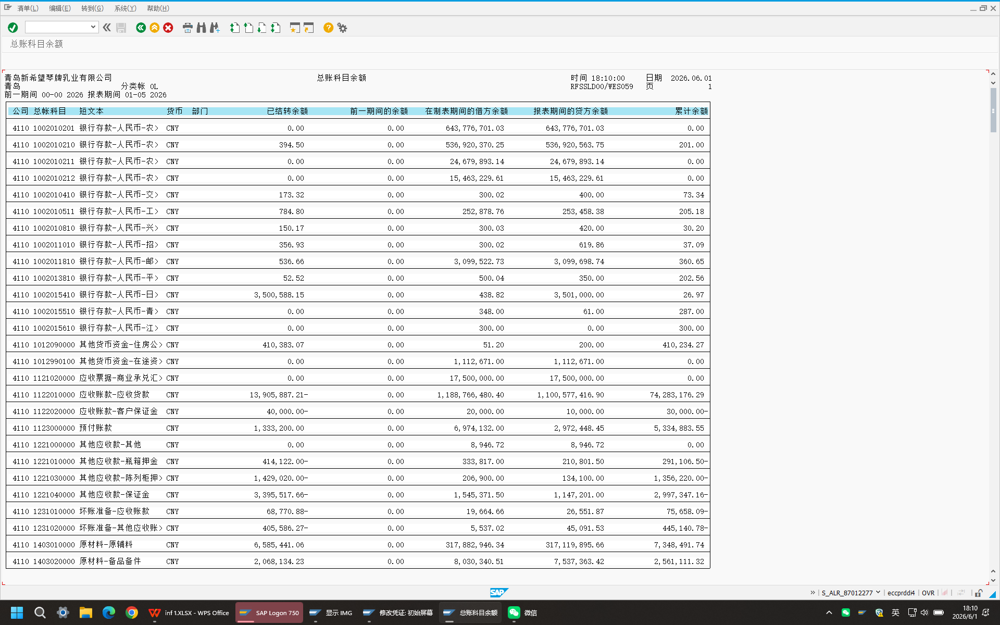 清单(L) 编辑(E) 转到(G) 系统(Y) 帮助(H)
总账科目余额
青岛新希望琴牌乳业有限公司 总账科目余额 时间 18:10:00 日期 2026.06.01
青岛 分类帐 0L RFSSLD00/WES059 页 1
前一期间 00-00 2026 报表期间 01-05 2026
公司 总帐科目 短文本 货币 部门 已结转余额 前一期间的余额 在制表期间的借方余额 报表期间的贷方余额 累计余额
4110 1002010201 银行存款-人民币-农> CNY 0.00 0.00 643,776,701.03 643,776,701.03 0.00
4110 1002010210 银行存款-人民币-农> CNY 394.50 0.00 536,920,370.25 536,920,563.75 201.00
4110 1002010211 银行存款-人民币-农> CNY 0.00 0.00 24,679,893.14 24,679,893.14 0.00
4110 1002010212 银行存款-人民币-农> CNY 0.00 0.00 15,463,229.61 15,463,229.61 0.00
4110 1002010410 银行存款-人民币-交> CNY 173.32 0.00 300.02 400.00 73.34
4110 1002010511 银行存款-人民币-工> CNY 784.80 0.00 252,878.76 253,458.38 205.18
4110 1002010810 银行存款-人民币-兴> CNY 150.17 0.00 300.03 420.00 30.20
4110 1002011010 银行存款-人民币-招> CNY 356.93 0.00 300.02 619.86 37.09
4110 1002011810 银行存款-人民币-邮> CNY 536.66 0.00 3,099,522.73 3,099,698.74 360.65
4110 1002013810 银行存款-人民币-平> CNY 52.52 0.00 500.04 350.00 202.56
4110 1002015410 银行存款-人民币-日> CNY 3,500,588.15 0.00 438.82 3,501,000.00 26.97
4110 1002015510 银行存款-人民币-青> CNY 0.00 0.00 348.00 61.00 287.00
4110 1002015610 银行存款-人民币-江> CNY 0.00 0.00 300.00 0.00 300.00
4110 1012090000 其他货币资金-住房公> CNY 410,383.07 0.00 51.20 200.00 410,234.27
4110 1012990100 其他货币资金-在途资> CNY 0.00 0.00 1,112,671.00 1,112,671.00 0.00
4110 1121020000 应收票据-商业承兑汇> CNY 0.00 0.00 17,500,000.00 17,500,000.00 0.00
4110 1122010000 应收账款-应收货款 CNY 13,905,887.21- 0.00 1,188,766,480.40 1,100,577,416.90 74,283,176.29
4110 1122020000 应收账款-客户保证金 CNY 40,000.00- 0.00 20,000.00 10,000.00 30,000.00-
4110 1123000000 预付账款 CNY 1,333,200.00 0.00 6,974,132.00 2,972,448.45 5,334,883.55
4110 1221000000 其他应收款-其他 CNY 0.00 0.00 8,946.72 8,946.72 0.00
4110 1221010000 其他应收款-瓶箱押金 CNY 414,122.00- 0.00 333,817.00 210,801.50 291,106.50-
4110 1221030000 其他应收款-陈列柜押> CNY 1,429,020.00- 0.00 206,900.00 134,100.00 1,356,220.00-
4110 1221040000 其他应收款-保证金 CNY 3,395,517.66- 0.00 1,545,371.50 1,147,201.00 2,997,347.16-
4110 1231010000 坏账准备-应收账款 CNY 68,770.88- 0.00 19,664.66 26,551.87 75,658.09-
4110 1231020000 坏账准备-其他应收账> CNY 405,586.27- 0.00 5,537.02 45,091.53 445,140.78-
4110 1403010000 原材料-原辅料 CNY 6,585,441.06 0.00 317,882,946.34 317,119,895.66 7,348,491.74
4110 1403020000 原材料-备品备件 CNY 2,068,134.23 0.00 8,030,340.51 7,537,363.42 2,561,111.32
SAP » S_ALR_87012277 eccprddi4 OVR
inf 1.XLSX - WPS Office SAP Logon 750 显示 IMG 修改凭证: 初始屏幕 总账科目余额 微信 英 18:10
2026/6/1